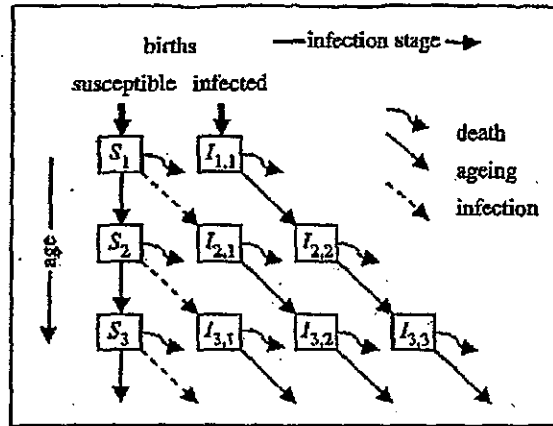 births
infection stage
susceptible infected
death
ageing
infection
age
S1 I1,1
S2 I2,1 I2,2
S3 I3,1 I3,2 I3,3